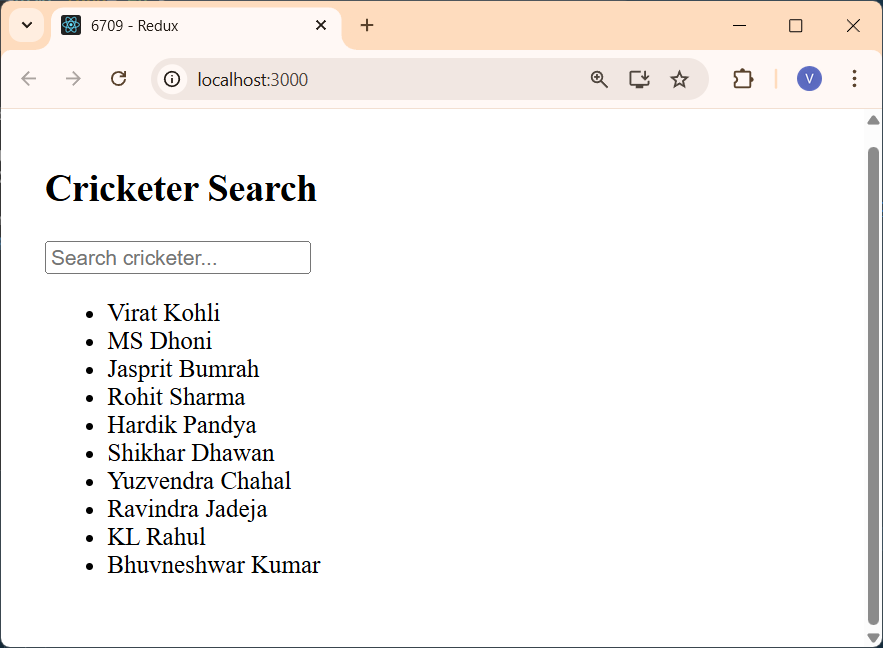 6709 - Redux
localhost:3000
V
Cricketer Search
Search cricketer...
Virat Kohli
MS Dhoni
Jasprit Bumrah
Rohit Sharma
Hardik Pandya
Shikhar Dhawan
Yuzvendra Chahal
Ravindra Jadeja
KL Rahul
Bhuvneshwar Kumar